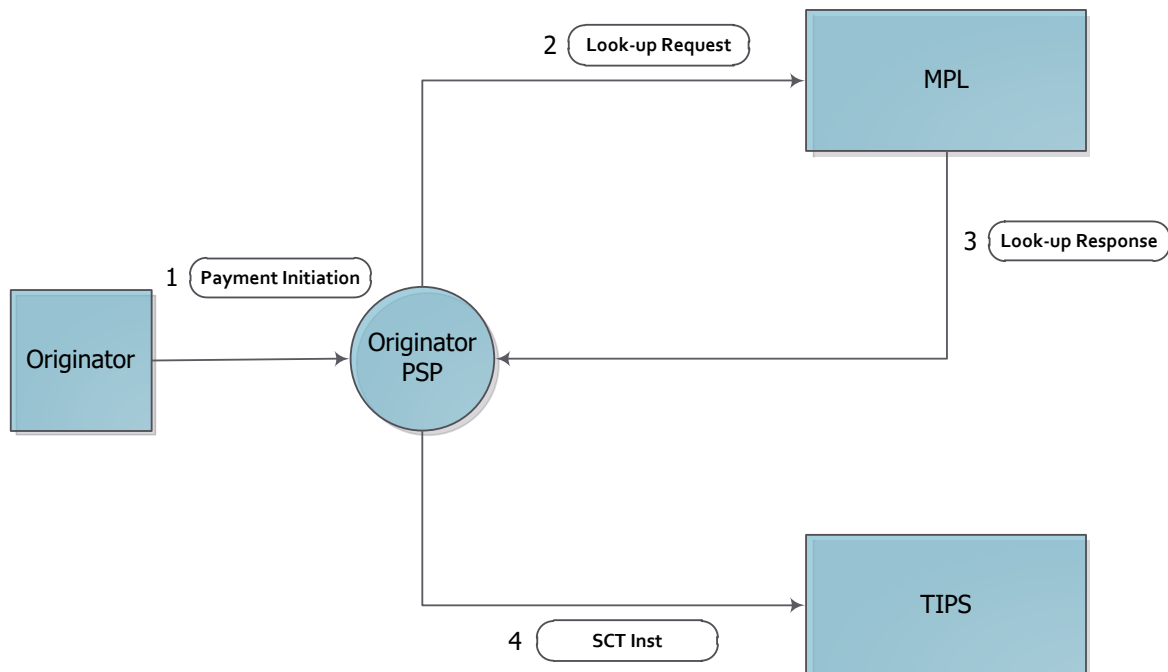 2 Look-up Request
MPL
3 Look-up Response
1 Payment Initiation
Originator
Originator
PSP
TIPS
4 SCT Inst